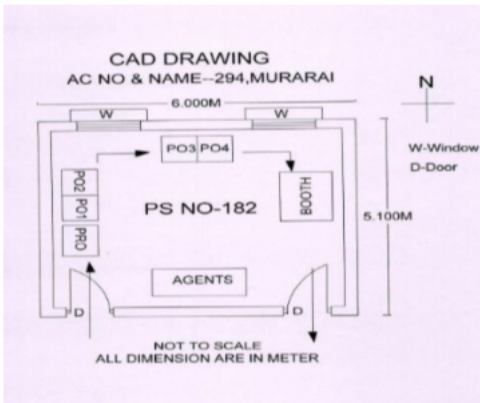 CAD DRAWING
AC NO & NAME--294,MURARAI
N
6.000M
W
W
W-Window
D-Door
PO3 PO4
PO2
PO1
PRO
BOOTH
PS NO-182
5.100M
AGENTS
D
D
NOT TO SCALE
ALL DIMENSION ARE IN METER